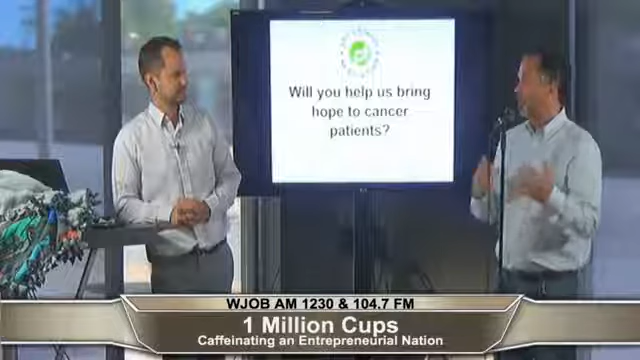 Will you help us bring
hope to cancer
patients?
WJOB AM 1230 & 104.7 FM
1 Million Cups
Caffeinating an Entrepreneurial Nation